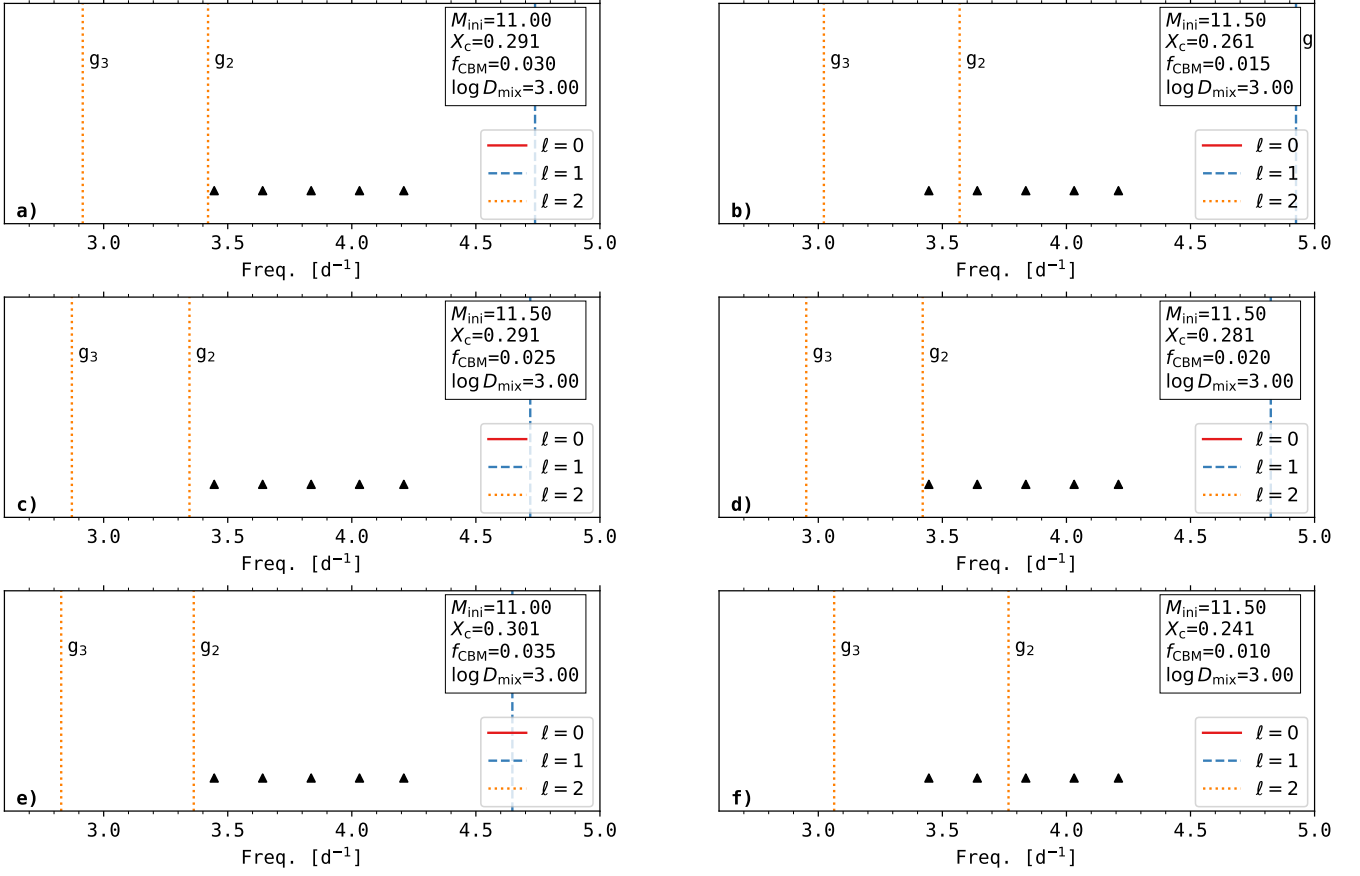 M_ini=11.00
X_c=0.291
f_CBM=0.030
log D_mix=3.00
g₃
g₂
ℓ = 0
ℓ = 1
ℓ = 2
a)
3.0 3.5 4.0 4.5 5.0
Freq. [d⁻¹]
M_ini=11.50
X_c=0.261
f_CBM=0.015
log D_mix=3.00
g
g₃
g₂
ℓ = 0
ℓ = 1
ℓ = 2
b)
3.0 3.5 4.0 4.5 5.0
Freq. [d⁻¹]
M_ini=11.50
X_c=0.291
f_CBM=0.025
log D_mix=3.00
g₃
g₂
ℓ = 0
ℓ = 1
ℓ = 2
c)
3.0 3.5 4.0 4.5 5.0
Freq. [d⁻¹]
M_ini=11.50
X_c=0.281
f_CBM=0.020
log D_mix=3.00
g₃
g₂
ℓ = 0
ℓ = 1
ℓ = 2
d)
3.0 3.5 4.0 4.5 5.0
Freq. [d⁻¹]
M_ini=11.00
X_c=0.301
f_CBM=0.035
log D_mix=3.00
g₃
g₂
ℓ = 0
ℓ = 1
ℓ = 2
e)
3.0 3.5 4.0 4.5 5.0
Freq. [d⁻¹]
M_ini=11.50
X_c=0.241
f_CBM=0.010
log D_mix=3.00
g₃
g₂
ℓ = 0
ℓ = 1
ℓ = 2
f)
3.0 3.5 4.0 4.5 5.0
Freq. [d⁻¹]